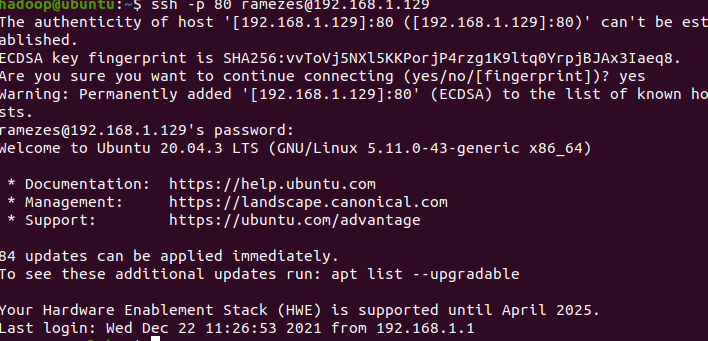 hadoop@ubuntu:~$ ssh -p 80 ramezes@192.168.1.129
The authenticity of host '[192.168.1.129]:80 ([192.168.1.129]:80)' can't be est
ablished.
ECDSA key fingerprint is SHA256:vvToVj5NXl5KKPorjP4rzg1K9ltq0YrpjBJAx3Iaeq8.
Are you sure you want to continue connecting (yes/no/[fingerprint])? yes
Warning: Permanently added '[192.168.1.129]:80' (ECDSA) to the list of known ho
sts.
ramezes@192.168.1.129's password:
Welcome to Ubuntu 20.04.3 LTS (GNU/Linux 5.11.0-43-generic x86_64)
* Documentation:  https://help.ubuntu.com
* Management:     https://landscape.canonical.com
* Support:        https://ubuntu.com/advantage
84 updates can be applied immediately.
To see these additional updates run: apt list --upgradable
Your Hardware Enablement Stack (HWE) is supported until April 2025.
Last login: Wed Dec 22 11:26:53 2021 from 192.168.1.1